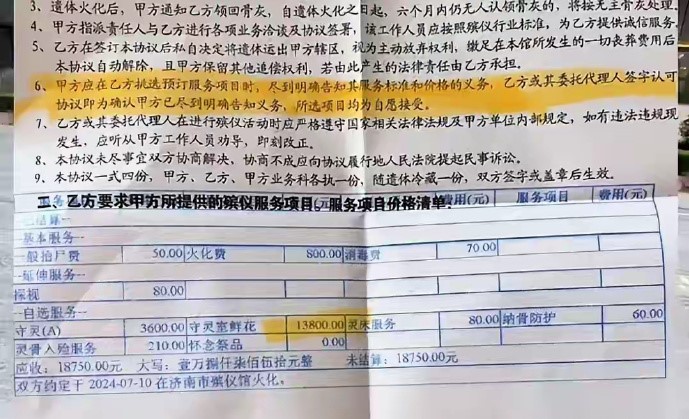 3、遗体火化后，甲方通知乙方领回骨灰，自遗体火化之日起，六个月内仍无人认领骨灰的，将按无主骨灰处理。
4、甲方指派责任人与乙方进行各项业务洽谈及协议签署，该工作人员应按照殡仪行业标准，为乙方提供诚信服务。
5、乙方在签订本协议后私自决定将遗体运出甲方辖区，视为主动放弃权利，缴足在本馆所发生的一切丧葬费用后
本协议自动解除，且甲方保留其他追偿权利，若由此产生的法律责任由乙方承担。
6、甲方应在乙方挑选预订服务项目时，尽到明确告知其服务标准和价格的义务，乙方或其委托代理人签字认可
协议即为确认甲方已尽到明确告知义务，所选项目均为自愿接受。
7、乙方或其委托代理人在进行殡仪活动时应严格遵守国家相关法律法规及甲方单位内部规定，如有违法违规现
发生，应听从甲方工作人员劝导，即刻改正。
8、本协议未尽事宜双方协商解决，协商不成应向协议履行地人民法院提起民事诉讼。
9、本协议一式四份，甲方、乙方、甲方业务科各执一份，随遗体冷藏一份，双方签字或盖章后生效。
二、乙方要求甲方所提供的殡仪服务项目、服务项目价格清单：
费用(元) 服务项目 费用(元)
--已结算--
--基本服务--
一般抬尸费 50.00 火化费 800.00 消毒费 70.00
--延伸服务--
探视 80.00
--自选服务--
守灵(A) 3600.00 守灵室鲜花 13800.00 灵床服务 80.00 纳骨防护 60.00
灵骨入殓服务 210.00 怀念祭品 0.00
应收：18750.00元 大写：壹万捌仟柒佰伍拾元整 未结算：18750.00元
双方约定于 2024-07-10 在济南市殡仪馆火化。